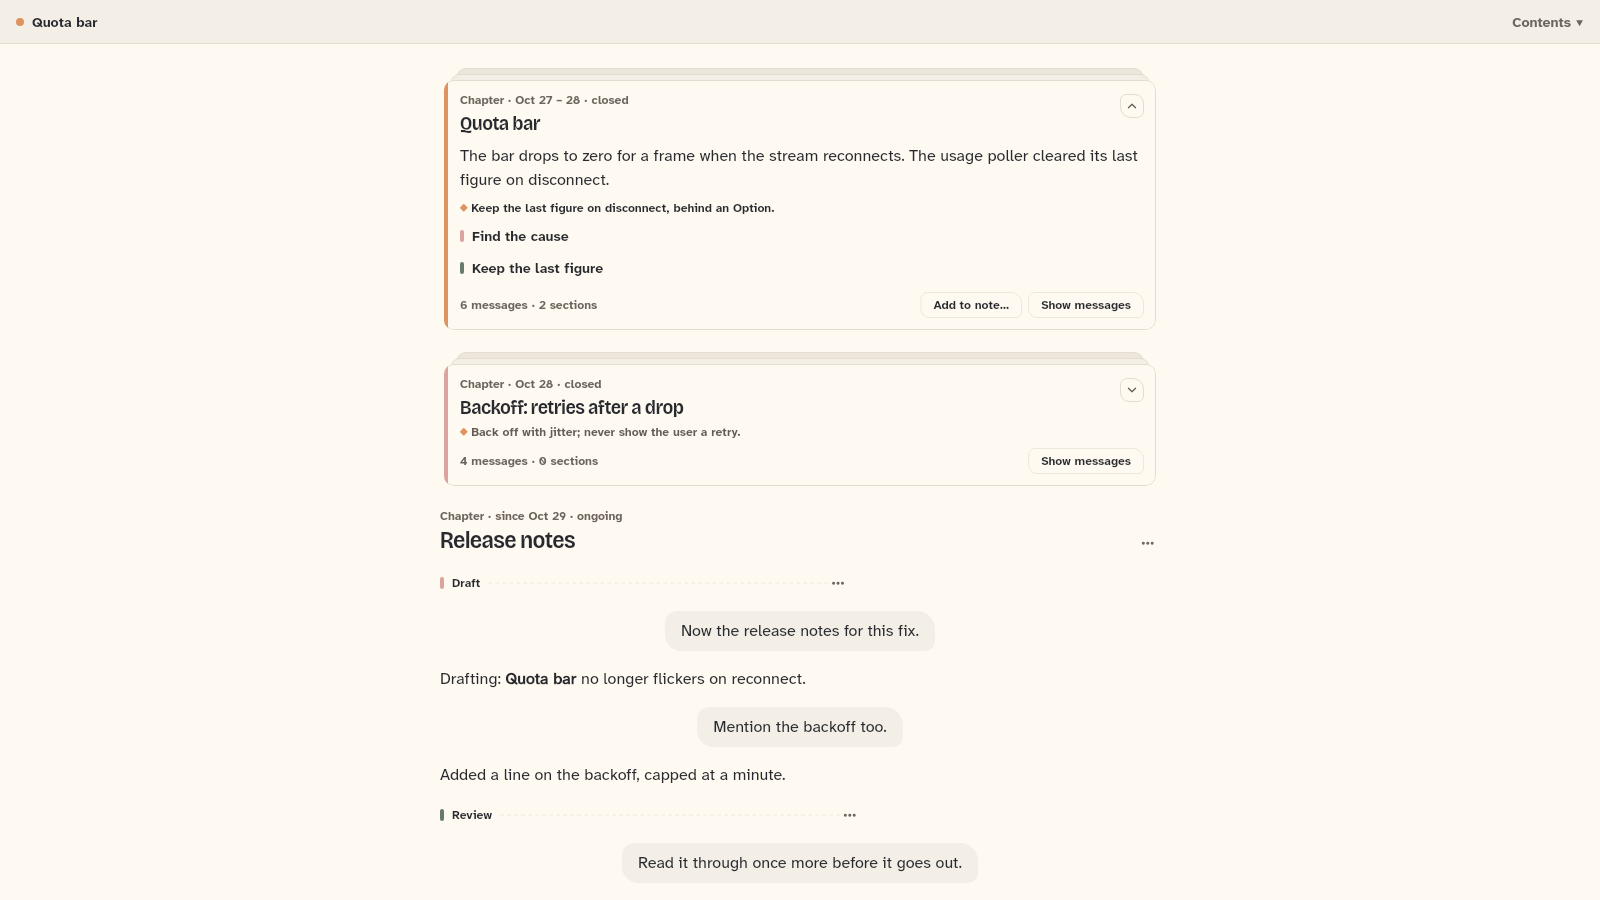 Quota bar
Contents ▾
Chapter · Oct 27 – 28 · closed
Quota bar
The bar drops to zero for a frame when the stream reconnects. The usage poller cleared its last
figure on disconnect.
◆ Keep the last figure on disconnect, behind an Option.
Find the cause
Keep the last figure
6 messages · 2 sections
Add to note…
Show messages
Chapter · Oct 28 · closed
Backoff: retries after a drop
◆ Back off with jitter; never show the user a retry.
4 messages · 0 sections
Show messages
Chapter · since Oct 29 · ongoing
Release notes
Draft
Now the release notes for this fix.
Drafting: Quota bar no longer flickers on reconnect.
Mention the backoff too.
Added a line on the backoff, capped at a minute.
Review
Read it through once more before it goes out.